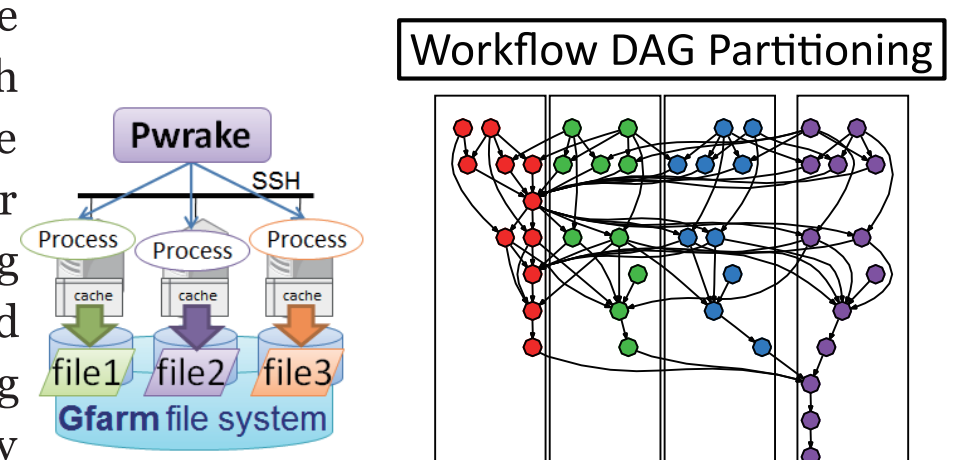 e
h
e
r
g
d
g
v
Pwrake
SSH
Process
Process
Process
cache
cache
cache
file1
file2
file3
Gfarm file system
Workflow DAG Partitioning